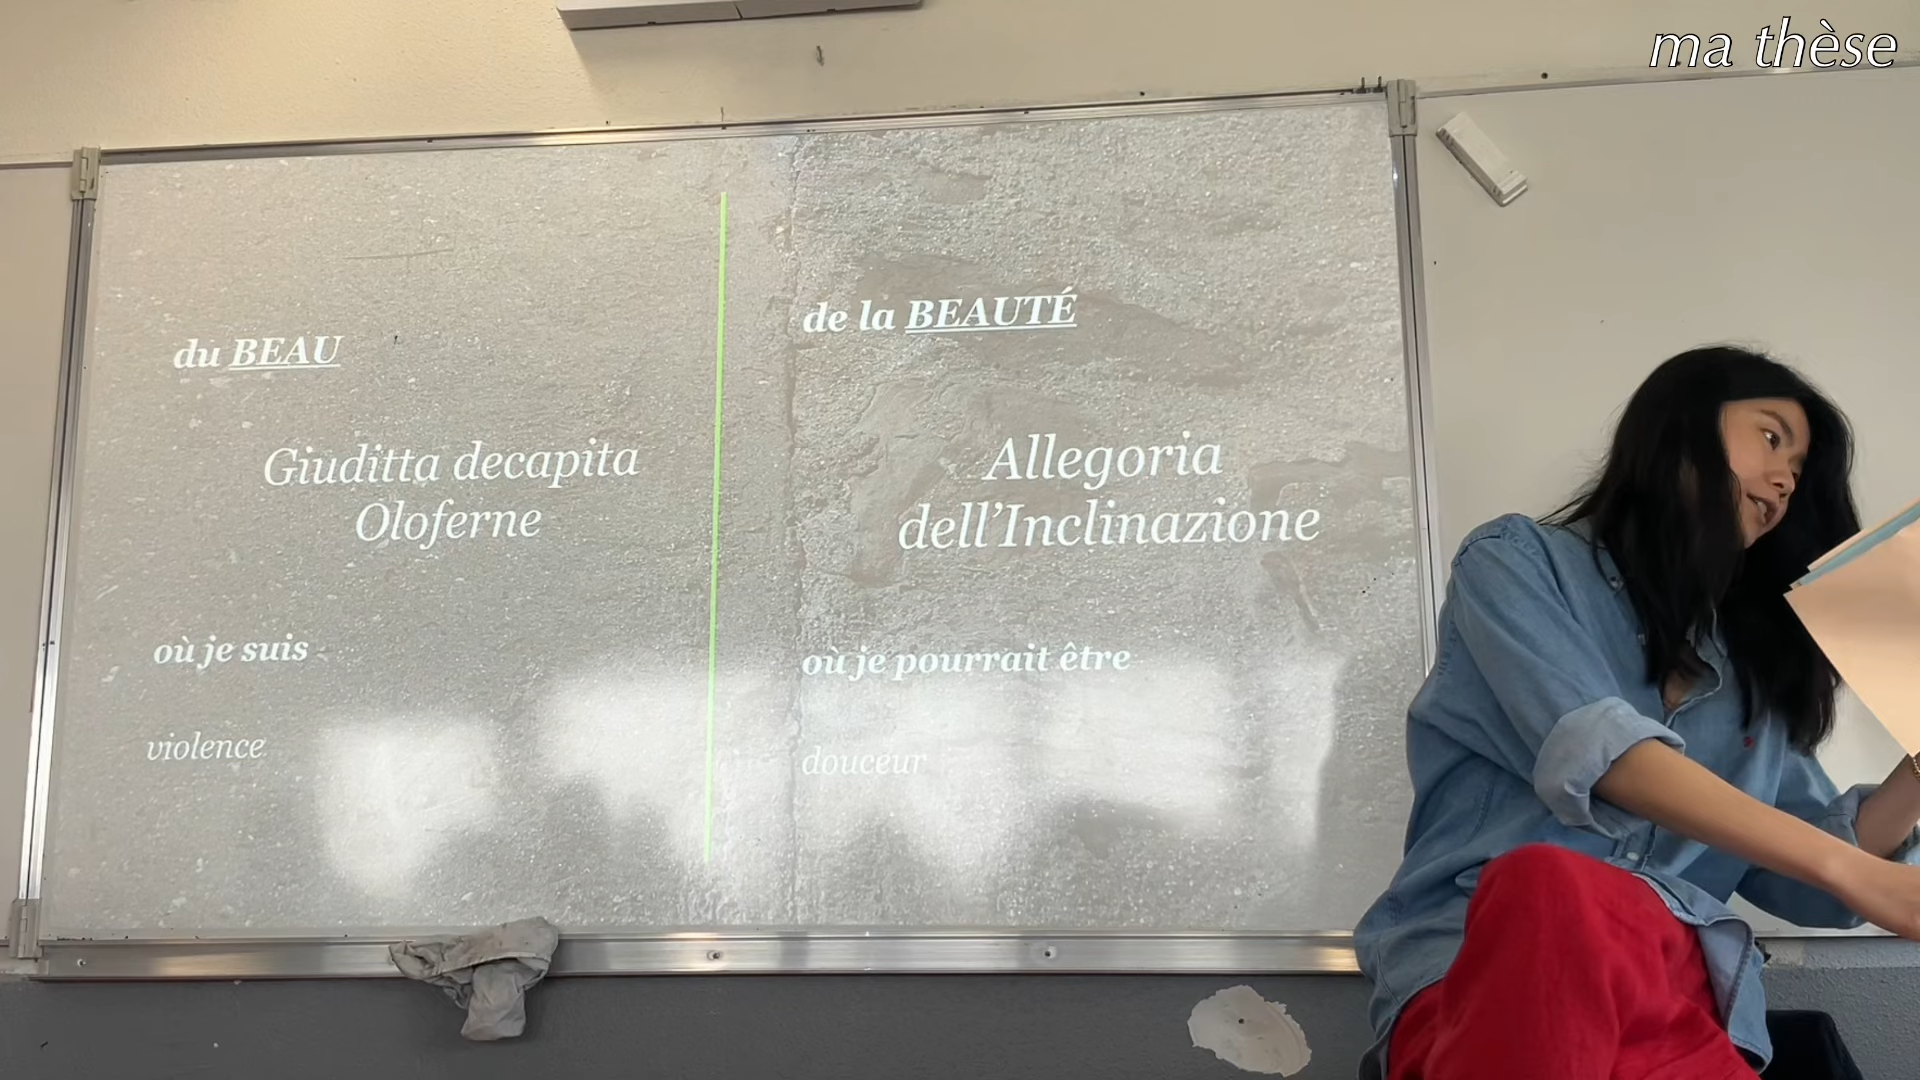 ma thèse
du BEAU
Giuditta decapita
Oloferne
où je suis
violence
de la BEAUTÉ
Allegoria
dell’Inclinazione
où je pourrait être
douceur